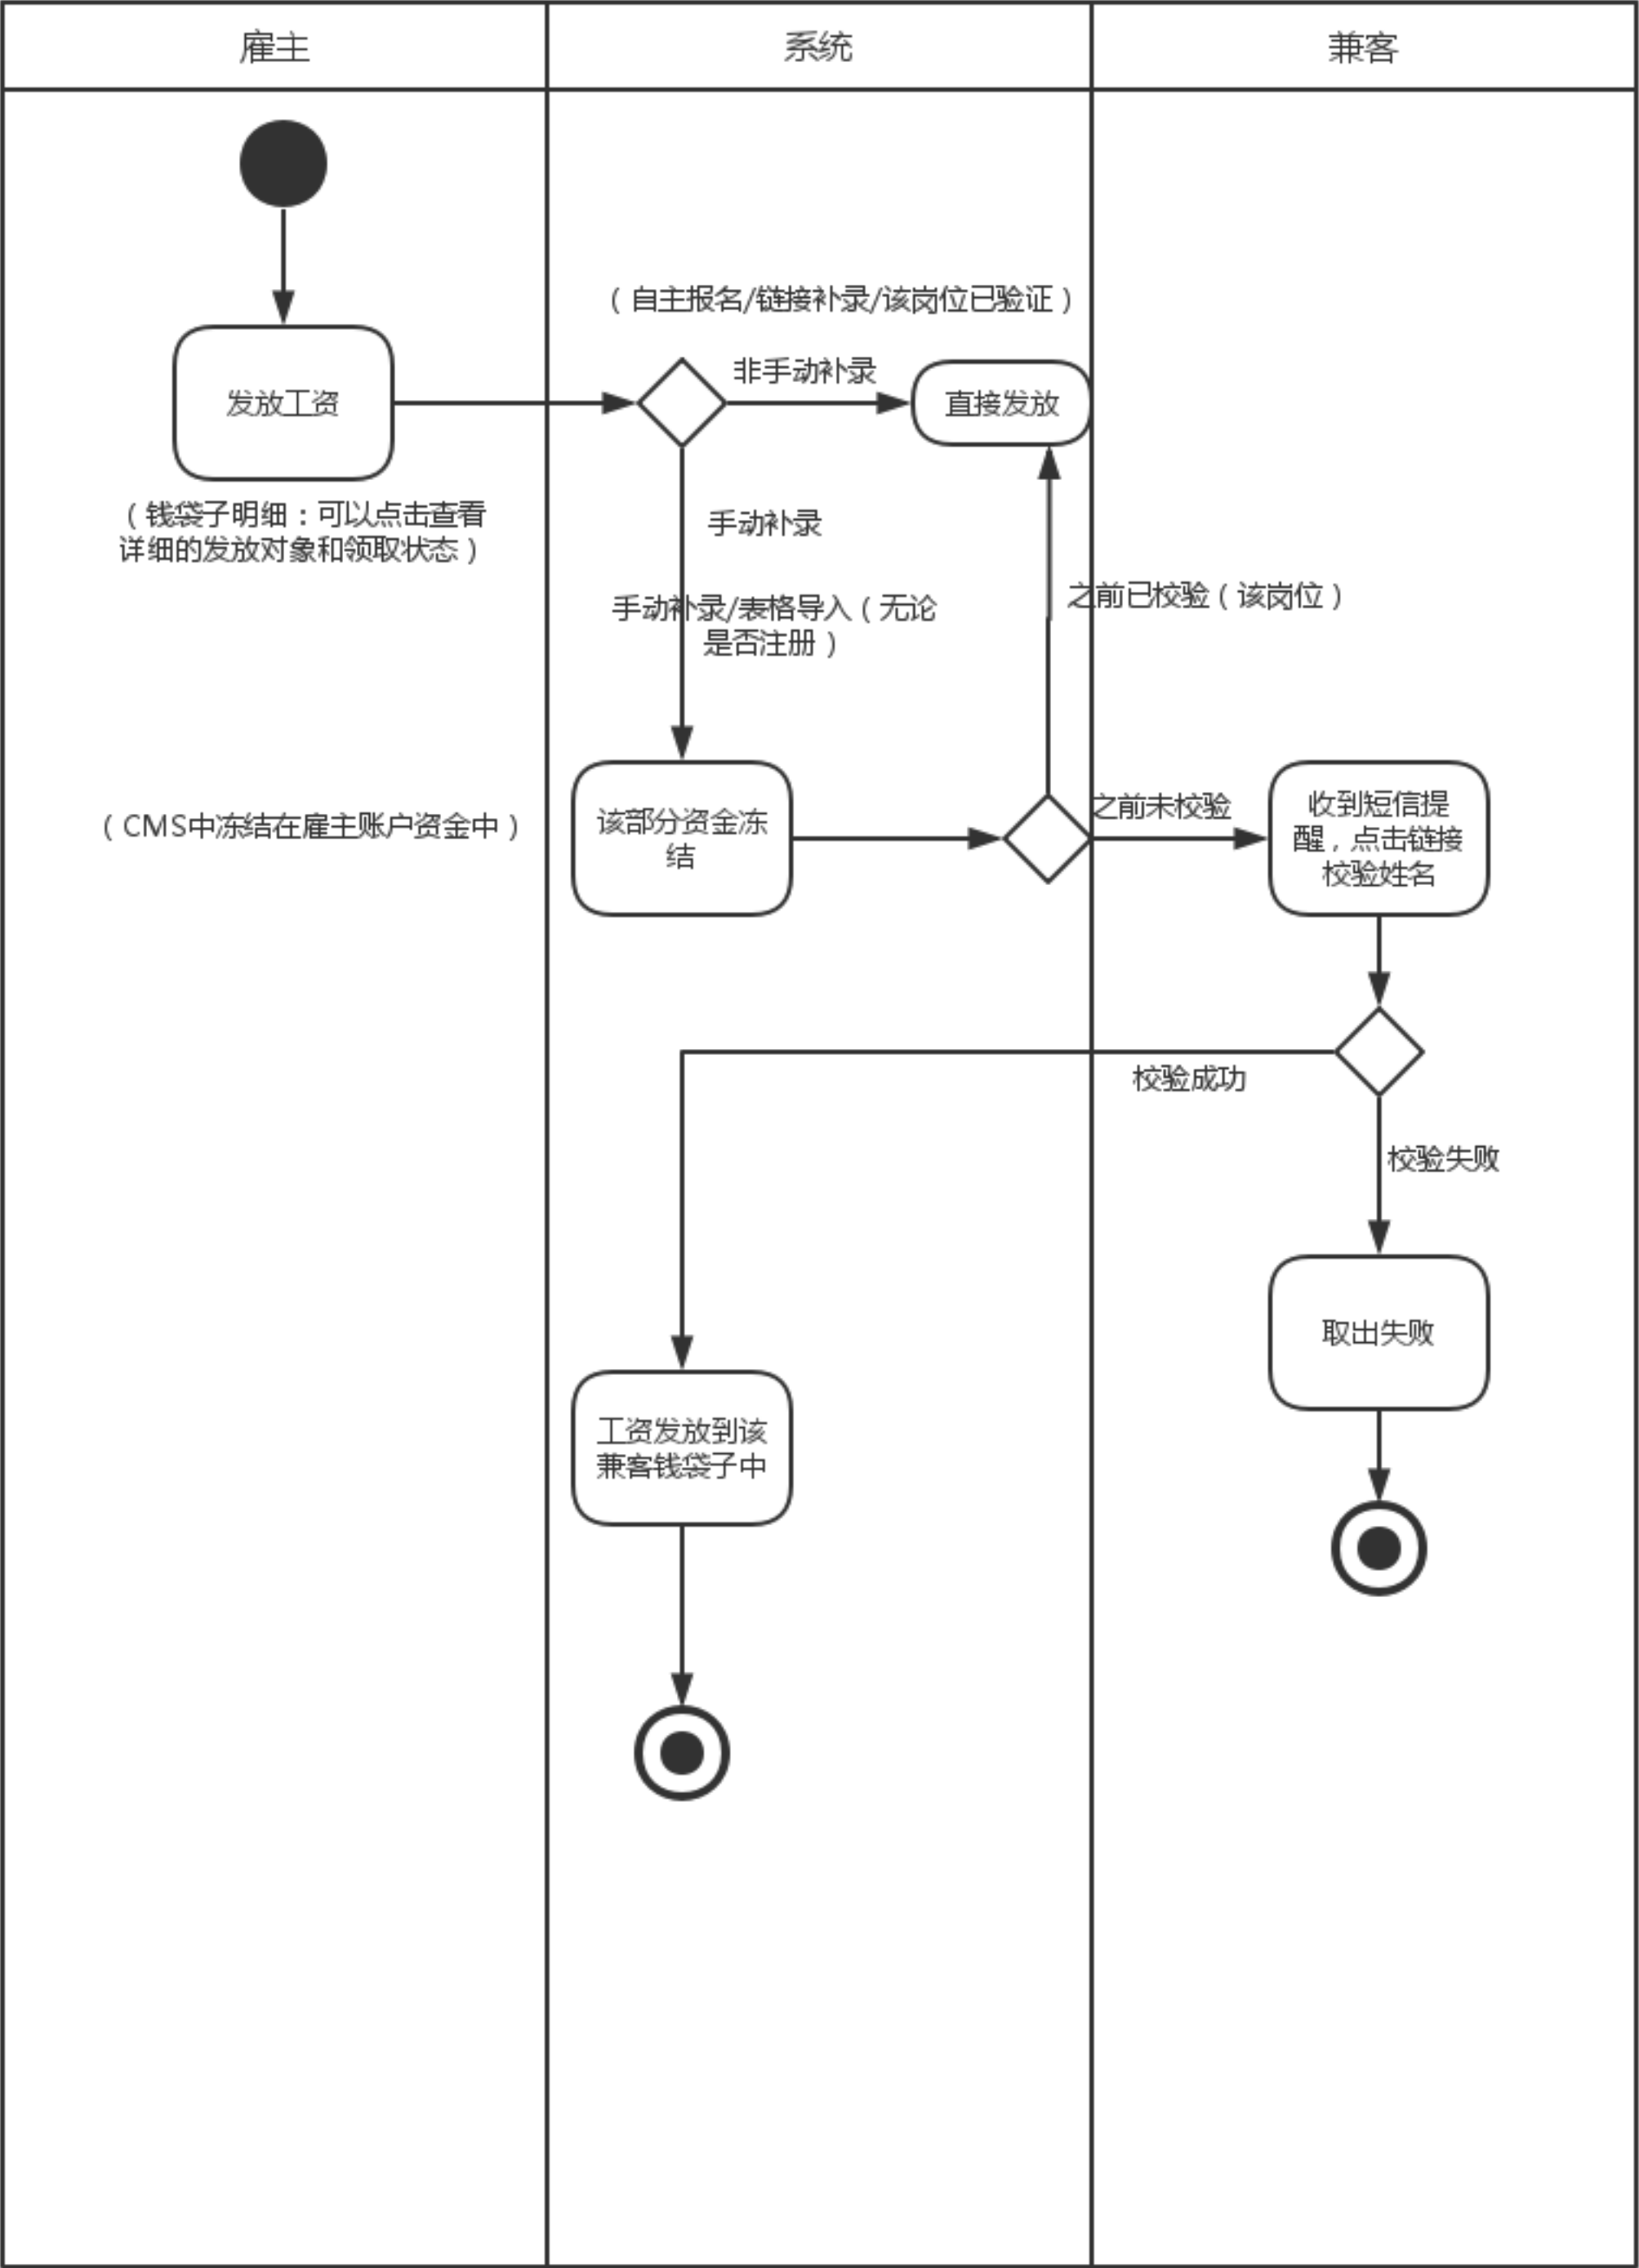 雇主
系统
兼客
（自主报名/链接补录/该岗位已验证）
非手动补录
发放工资
直接发放
（钱袋子明细：可以点击查看
详细的发放对象和领取状态）
手动补录
手动补录/表格导入（无论
是否注册）
之前已校验（该岗位）
（CMS中冻结在雇主账户资金中）
该部分资金冻
结
之前未校验
收到短信提
醒，点击链接
校验姓名
校验成功
校验失败
取出失败
工资发放到该
兼客钱袋子中